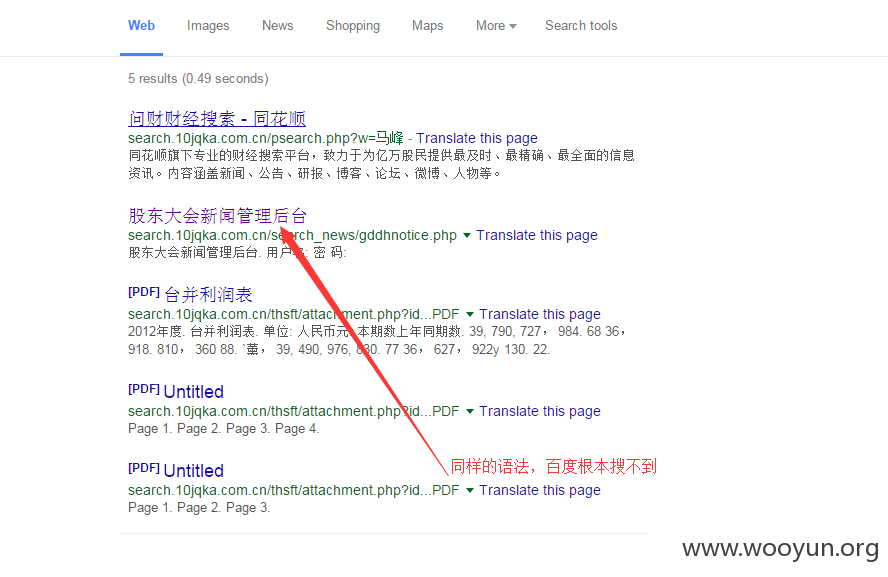 Web Images News Shopping Maps More Search tools
5 results (0.49 seconds)
问财财经搜索 - 同花顺
search.10jqka.com.cn/psearch.php?w=马峰 - Translate this page
同花顺旗下专业的财经搜索平台，致力于为亿万股民提供最及时、最精确、最全面的信息
资讯。内容涵盖新闻、公告、研报、博客、论坛、微博、人物等。
股东大会新闻管理后台
search.10jqka.com.cn/search_news/gddhnotice.php Translate this page
股东大会新闻管理后台. 用户名: 密 码:
[PDF] 台并利润表
search.10jqka.com.cn/thsft/attachment.php?id...PDF Translate this page
2012年度. 台并利润表. 单位: 人民币元. 本期数上年同期数. 39, 790, 727， 984. 68 36，
918. 810， 360 88. `董， 39, 490, 976, 830. 77 36， 627， 922y 130. 22.
[PDF] Untitled
search.10jqka.com.cn/thsft/attachment.php?id...PDF Translate this page
Page 1. Page 2. Page 3. Page 4.
同样的语法，百度根本搜不到
[PDF] Untitled
search.10jqka.com.cn/thsft/attachment.php?id...PDF Translate this page
Page 1. Page 2. Page 3.
www.wooyun.org